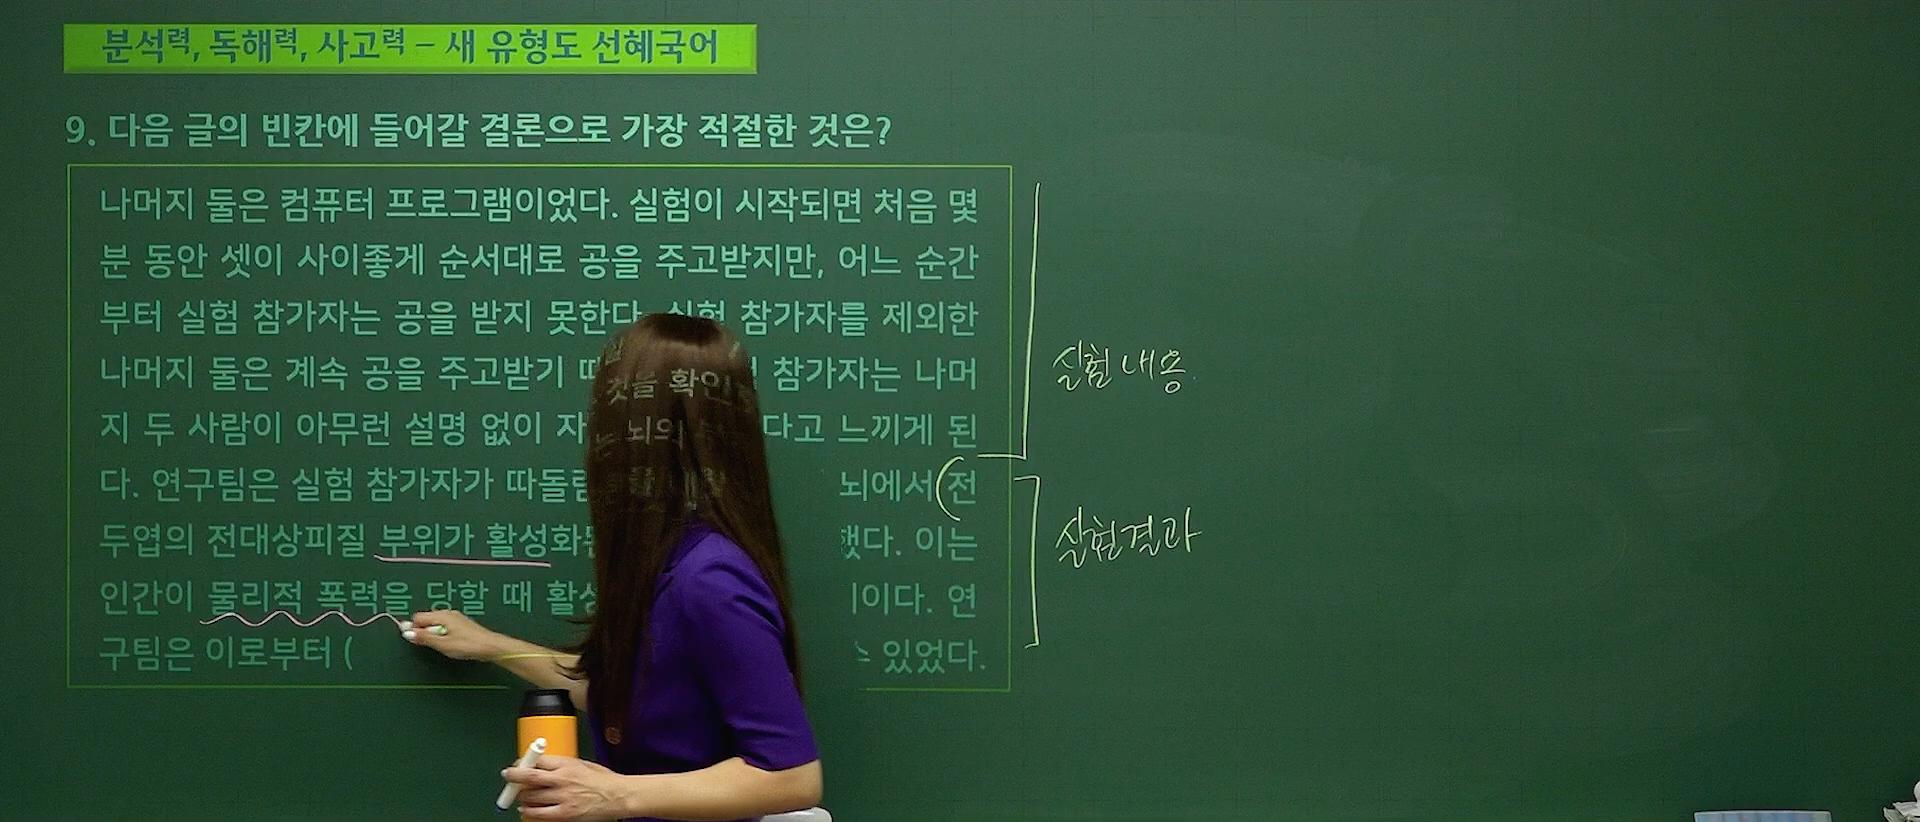 분석력, 독해력, 사고력 – 새 유형도 선혜국어
9. 다음 글의 빈칸에 들어갈 결론으로 가장 적절한 것은?
나머지 둘은 컴퓨터 프로그램이었다. 실험이 시작되면 처음 몇
분 동안 셋이 사이좋게 순서대로 공을 주고받지만, 어느 순간
부터 실험 참가자는 공을 받지 못한다. 실험 참가자를 제외한
나머지 둘은 계속 공을 주고받기 참가자는 나머
지 두 사람이 아무런 설명 없이 다고 느끼게 된
다. 연구팀은 실험 참가자가 따돌림 뇌에서 전
두엽의 전대상피질 부위가 활성화 것을 확인했다. 이는
인간이 물리적 폭력을 당할 때 뇌의 이다. 연
구팀은 이로부터 ( 있었다.
실험 내용
실험결과